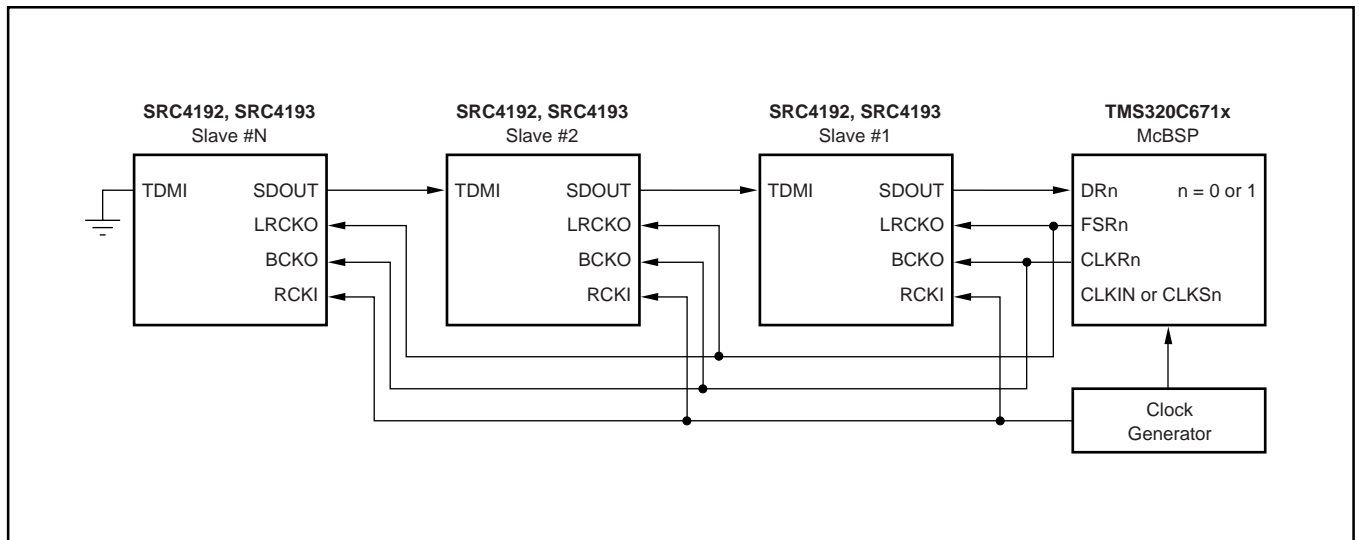 SRC4192, SRC4193
Slave #N
TDMI
SDOUT
LRCKO
BCKO
RCKI
SRC4192, SRC4193
Slave #2
TDMI
SDOUT
LRCKO
BCKO
RCKI
SRC4192, SRC4193
Slave #1
TDMI
SDOUT
LRCKO
BCKO
RCKI
TMS320C671x
McBSP
DRn
n = 0 or 1
FSRn
CLKRn
CLKIN or CLKSn
Clock
Generator